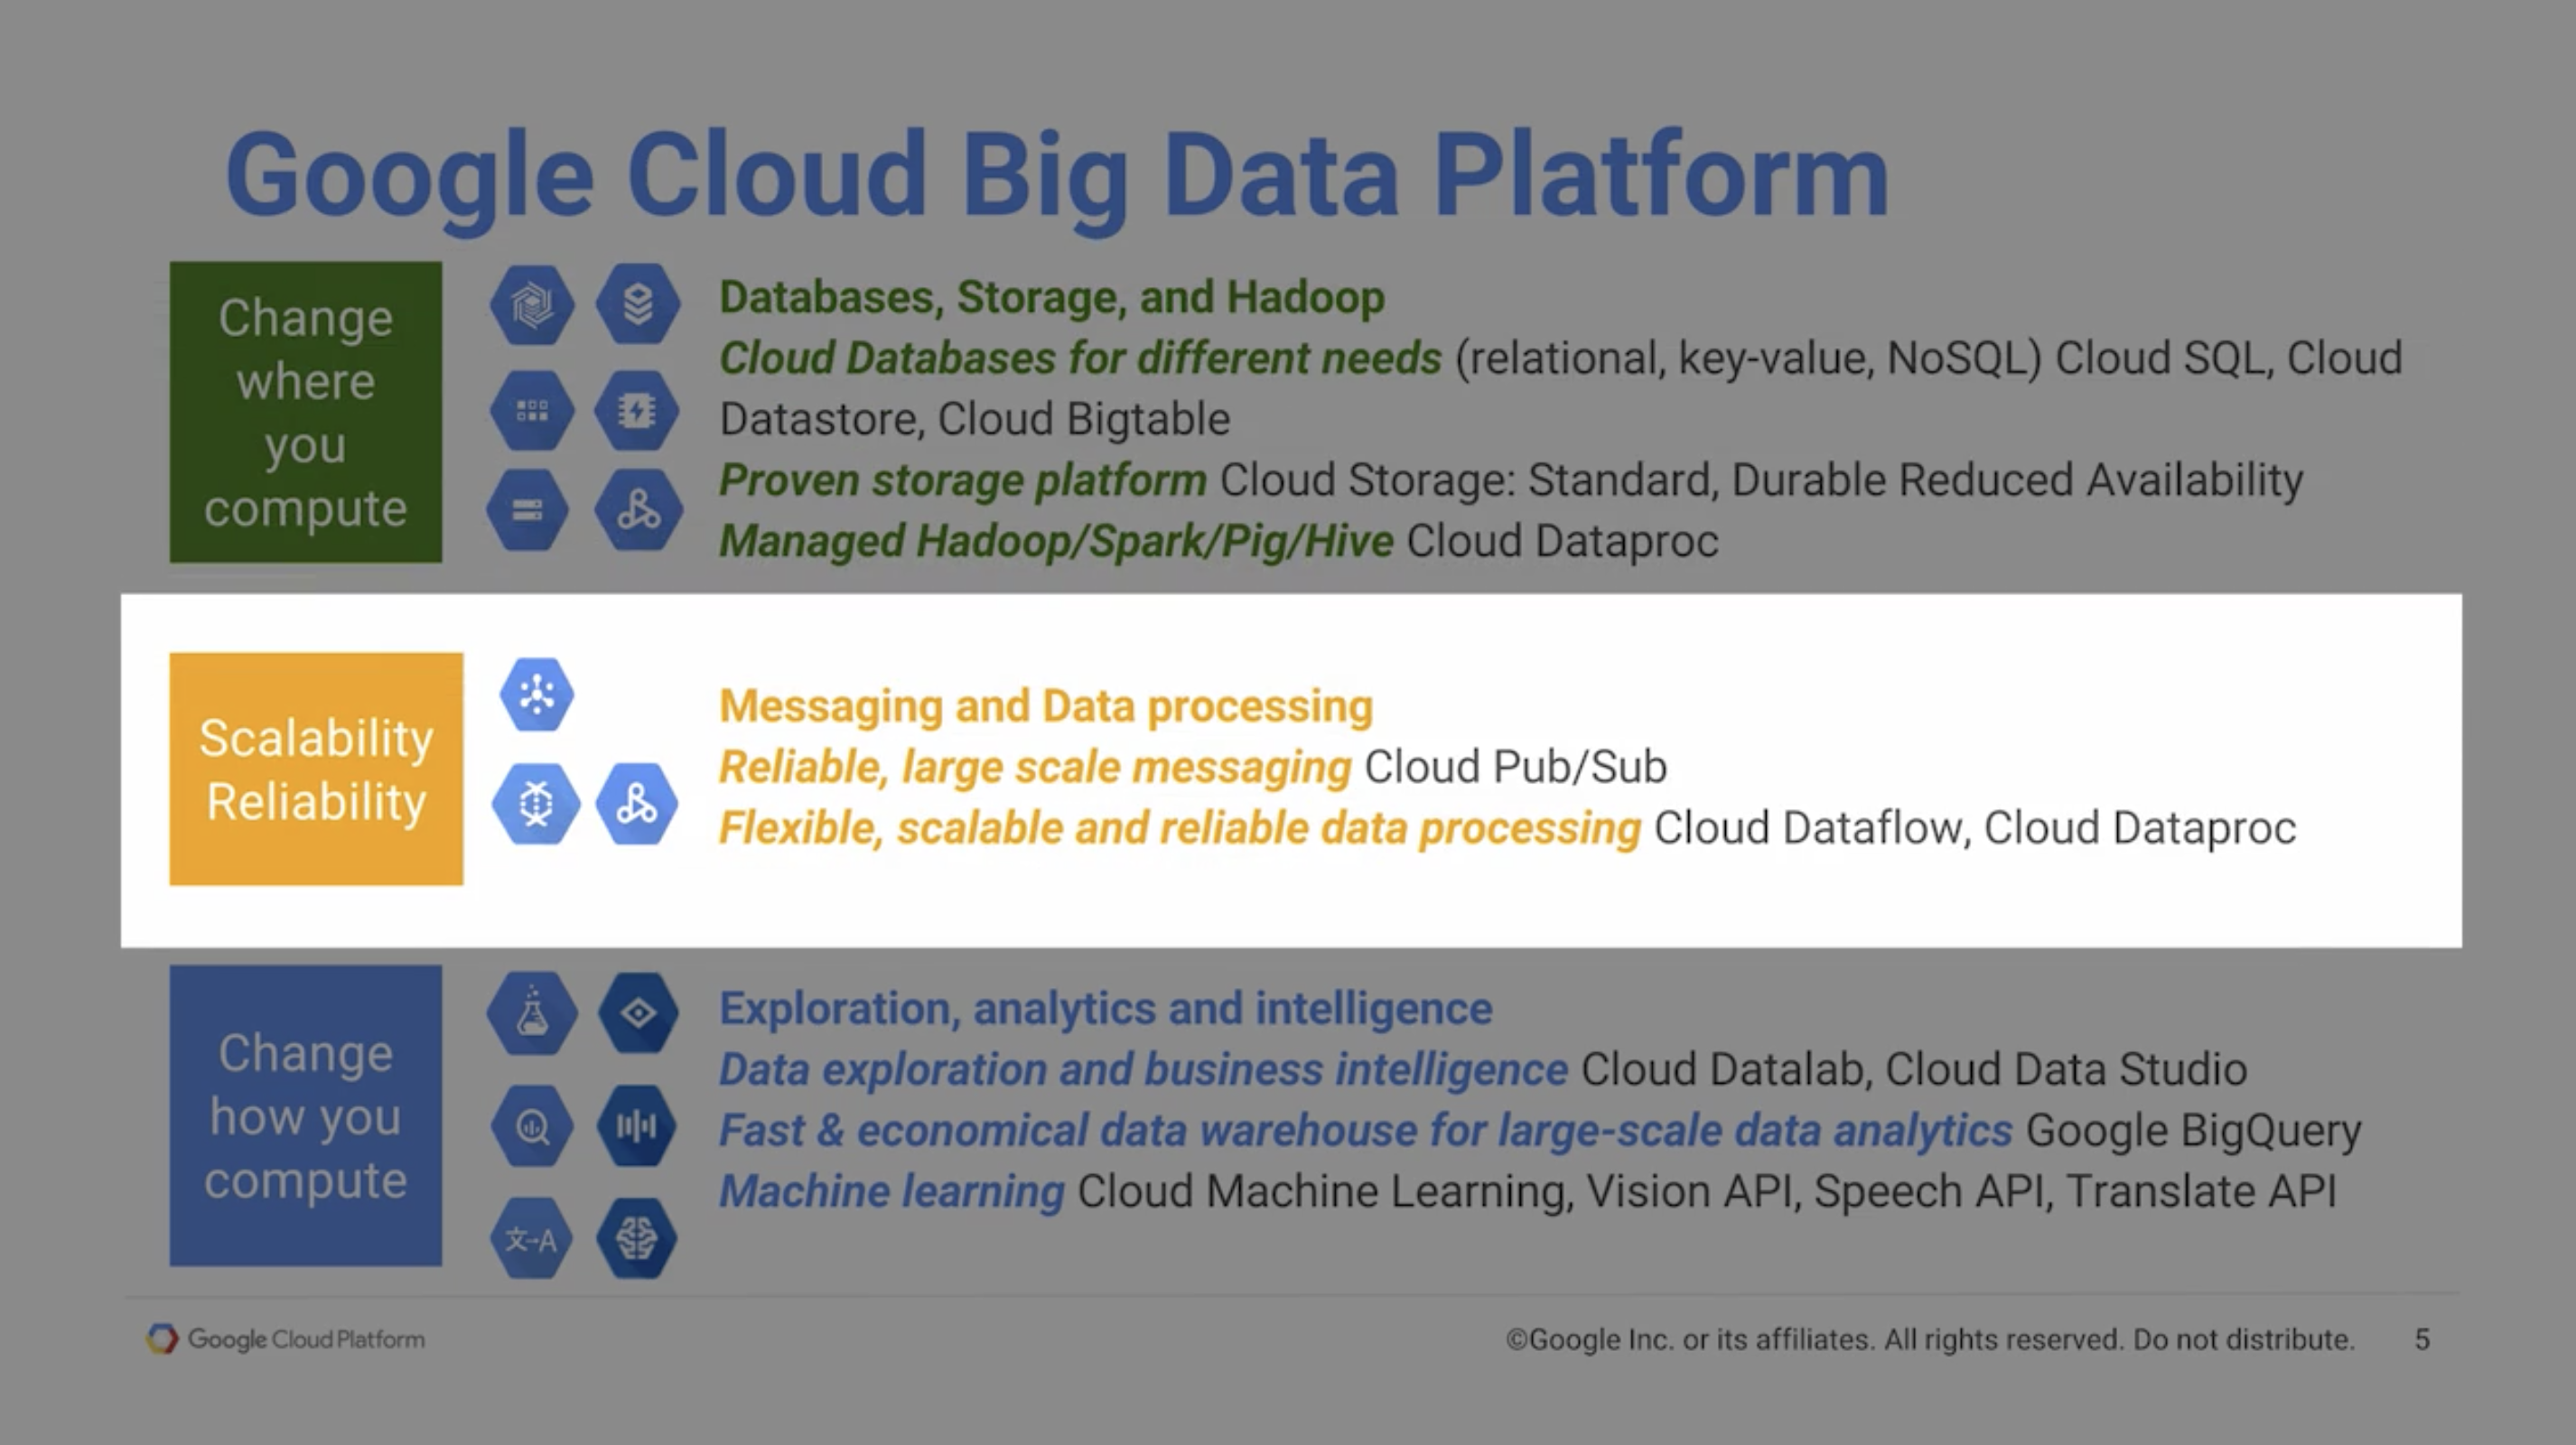 Google Cloud Big Data Platform
Change
where
you
compute
Databases, Storage, and Hadoop
Cloud Databases for different needs (relational, key-value, NoSQL) Cloud SQL, Cloud
Datastore, Cloud Bigtable
Proven storage platform Cloud Storage: Standard, Durable Reduced Availability
Managed Hadoop/Spark/Pig/Hive Cloud Dataproc
Scalability
Reliability
Messaging and Data processing
Reliable, large scale messaging Cloud Pub/Sub
Flexible, scalable and reliable data processing Cloud Dataflow, Cloud Dataproc
Change
how you
compute
文→A
Exploration, analytics and intelligence
Data exploration and business intelligence Cloud Datalab, Cloud Data Studio
Fast & economical data warehouse for large-scale data analytics Google BigQuery
Machine learning Cloud Machine Learning, Vision API, Speech API, Translate API
Google Cloud Platform
©Google Inc. or its affiliates. All rights reserved. Do not distribute. 5